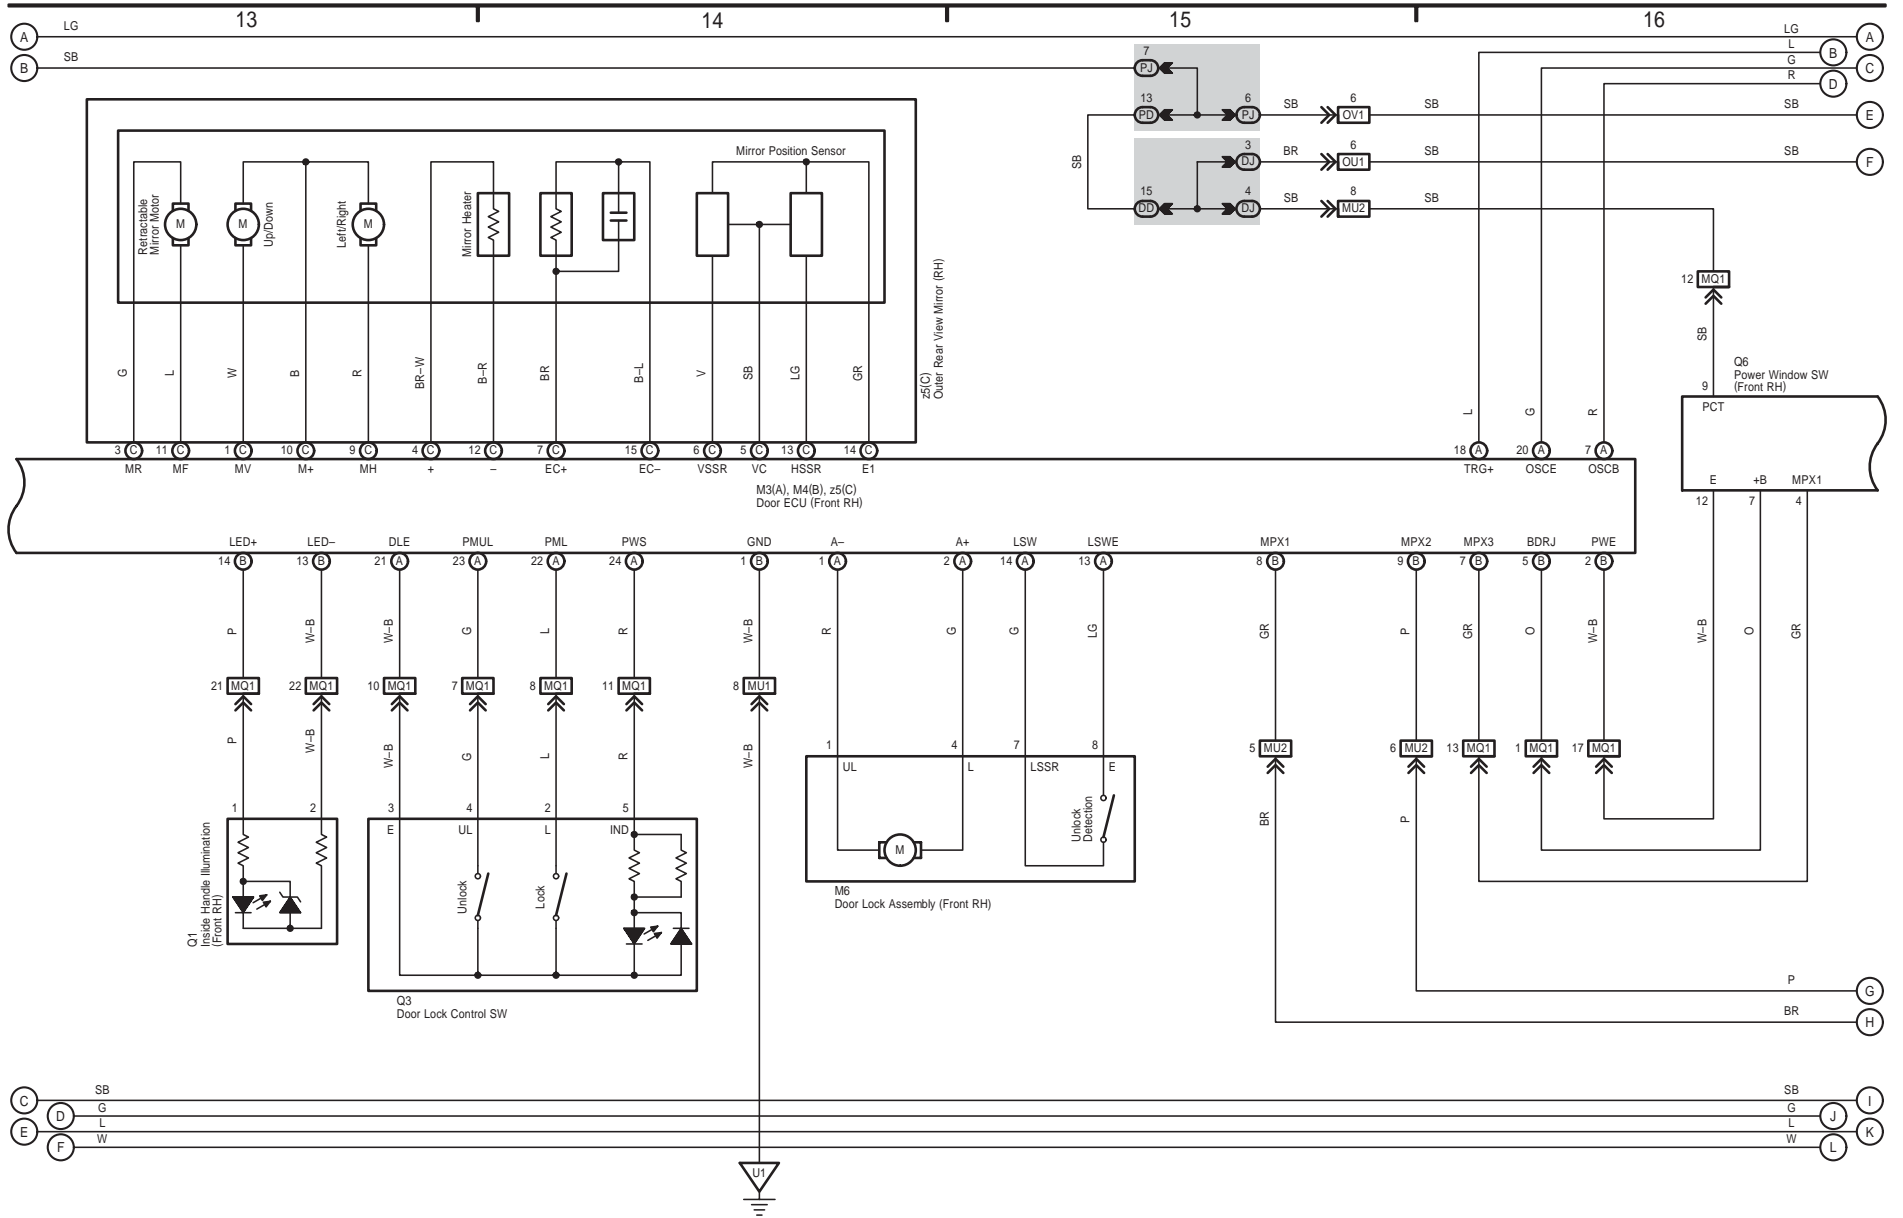 13 14 15 16
A LG LG A
L B
B SB G C
R D
7
PJ
13 6 6
PD PJ SB OV1 SB SB E
3 6
DJ BR OU1 SB SB F
SB
15 4 8
DD DJ SB MU2 SB
Mirror Position Sensor
Retractable
Mirror Motor
M M M
Up/Down
Left/Right
Mirror Heater
z5(C)
Outer Rear View Mirror (RH)
12 MQ1
SB
Q6
Power Window SW
(Front RH)
9
PCT
G L W B R BR–W B–R BR B–L V SB LG GR L G R
3 C 11 C 1 C 10 C 9 C 4 C 12 C 7 C 15 C 6 C 5 C 13 C 14 C 18 A 20 A 7 A
MR MF MV M+ MH + – EC+ EC– VSSR VC HSSR E1 TRG+ OSCE OSCB
M3(A), M4(B), z5(C)
Door ECU (Front RH)
E +B MPX1
12 7 4
LED+ LED– DLE PMUL PML PWS GND A– A+ LSW LSWE MPX1 MPX2 MPX3 BDRJ PWE
14 B 13 B 21 A 23 A 22 A 24 A 1 B 1 A 2 A 14 A 13 A 8 B 9 B 7 B 5 B 2 B
P W–B W–B G L R W–B R G G LG GR P GR O W–B W–B O GR
21 MQ1 22 MQ1 10 MQ1 7 MQ1 8 MQ1 11 MQ1 8 MU1
P W–B W–B G L R W–B
5 MU2 6 MU2 13 MQ1 1 MQ1 17 MQ1
1 4 7 8
UL L LSSR E
M
Unlock
Detection
M6
Door Lock Assembly (Front RH)
BR P
1 2 3 4 2 5
E UL L IND
Unlock
Lock
Q1
Inside Handle Illumination
(Front RH)
Q3
Door Lock Control SW
P G
BR H
C SB SB I
D G G J
E L L K
F W W L
U1